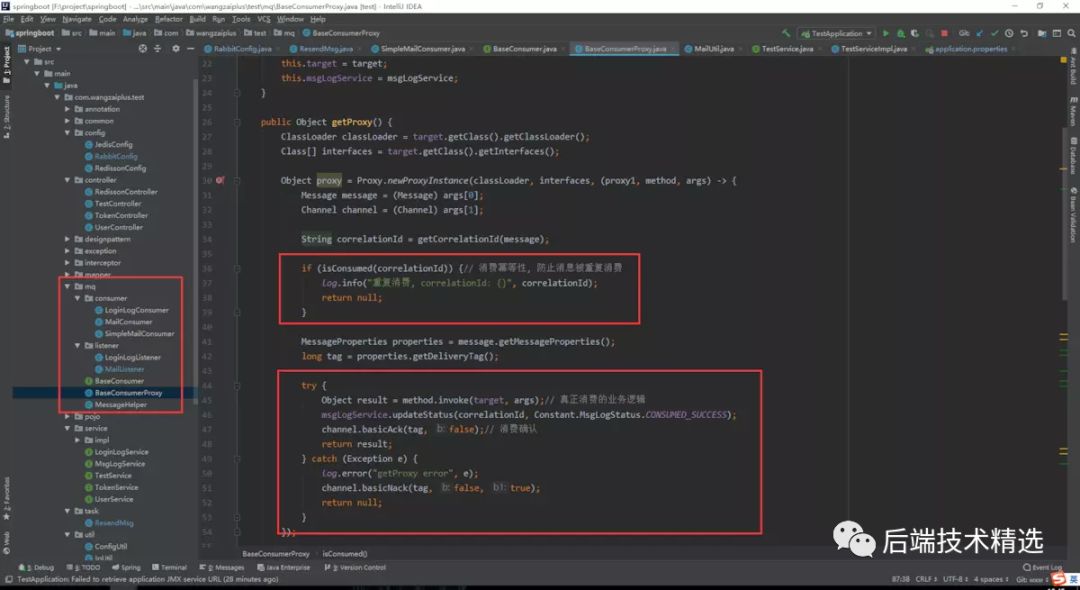 springboot [F:\project\springboot] - ...\src\main\java\com\wangzaiplus\test\mq\BaseConsumerProxy.java [test] - IntelliJ IDEA
File Edit View Navigate Code Analyze Refactor Build Run Tools VCS Window Help
springboot src main java com wangzaiplus test mq BaseConsumerProxy
TestApplication
Git:
Project
RabbitConfig.java
ResendMsg.java
SimpleMailConsumer.java
BaseConsumer.java
BaseConsumerProxy.java
MailUtil.java
TestService.java
TestServiceImpl.java
application.properties
1: Project
2: Structure
2: Favorites
Web
Ant Build
Maven
Database
Bean Validation
src
main
java
com.wangzaiplus.test
annotation
common
config
JedisConfig
RabbitConfig
RedissonConfig
controller
RedissonController
TestController
TokenController
UserController
designpattern
exception
interceptor
mapper
mq
consumer
LoginLogConsumer
MailConsumer
SimpleMailConsumer
listener
LoginLogListener
MailListener
BaseConsumer
BaseConsumerProxy
MessageHelper
pojo
service
impl
LoginLogService
MsgLogService
TestService
TokenService
UserService
task
ResendMsg
util
ConfigUtil
22 this.target = target;
23 this.msgLogService = msgLogService;
24 }
25
26 public Object getProxy() {
27 ClassLoader classLoader = target.getClass().getClassLoader();
28 Class[] interfaces = target.getClass().getInterfaces();
29
30 Object proxy = Proxy.newProxyInstance(classLoader, interfaces, (proxy1, method, args) -> {
31 Message message = (Message) args[0];
32 Channel channel = (Channel) args[1];
33
34 String correlationId = getCorrelationId(message);
35
36 if (isConsumed(correlationId)) {// 消费幂等性, 防止消息被重复消费
37 log.info("重复消费, correlationId: {}", correlationId);
38 return null;
39 }
40
41 MessageProperties properties = message.getMessageProperties();
42 long tag = properties.getDeliveryTag();
43
44 try {
45 Object result = method.invoke(target, args);// 真正消费的业务逻辑
46 msgLogService.updateStatus(correlationId, Constant.MsgLogStatus.CONSUMED_SUCCESS);
47 channel.basicAck(tag, b: false);// 消费确认
48 return result;
49 } catch (Exception e) {
50 log.error("getProxy error", e);
51 channel.basicNack(tag, b: false, b1: true);
52 return null;
53 }
54 });
BaseConsumerProxy isConsumed()
后端技术精选
5: Debug 6: TODO Spring Terminal 0: Messages Java Enterprise 9: Version Control Event Log
TestApplication: Failed to retrieve application JMX service URL (28 minutes ago)
87:38 CRLF UTF-8 4 spaces Git:
英